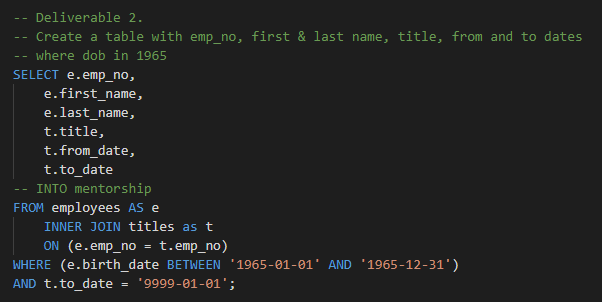 -- Deliverable 2.
-- Create a table with emp_no, first & last name, title, from and to dates
-- where dob in 1965
SELECT e.emp_no,
    e.first_name,
    e.last_name,
    t.title,
    t.from_date,
    t.to_date
-- INTO mentorship
FROM employees AS e
    INNER JOIN titles as t
    ON (e.emp_no = t.emp_no)
WHERE (e.birth_date BETWEEN '1965-01-01' AND '1965-12-31')
AND t.to_date = '9999-01-01';